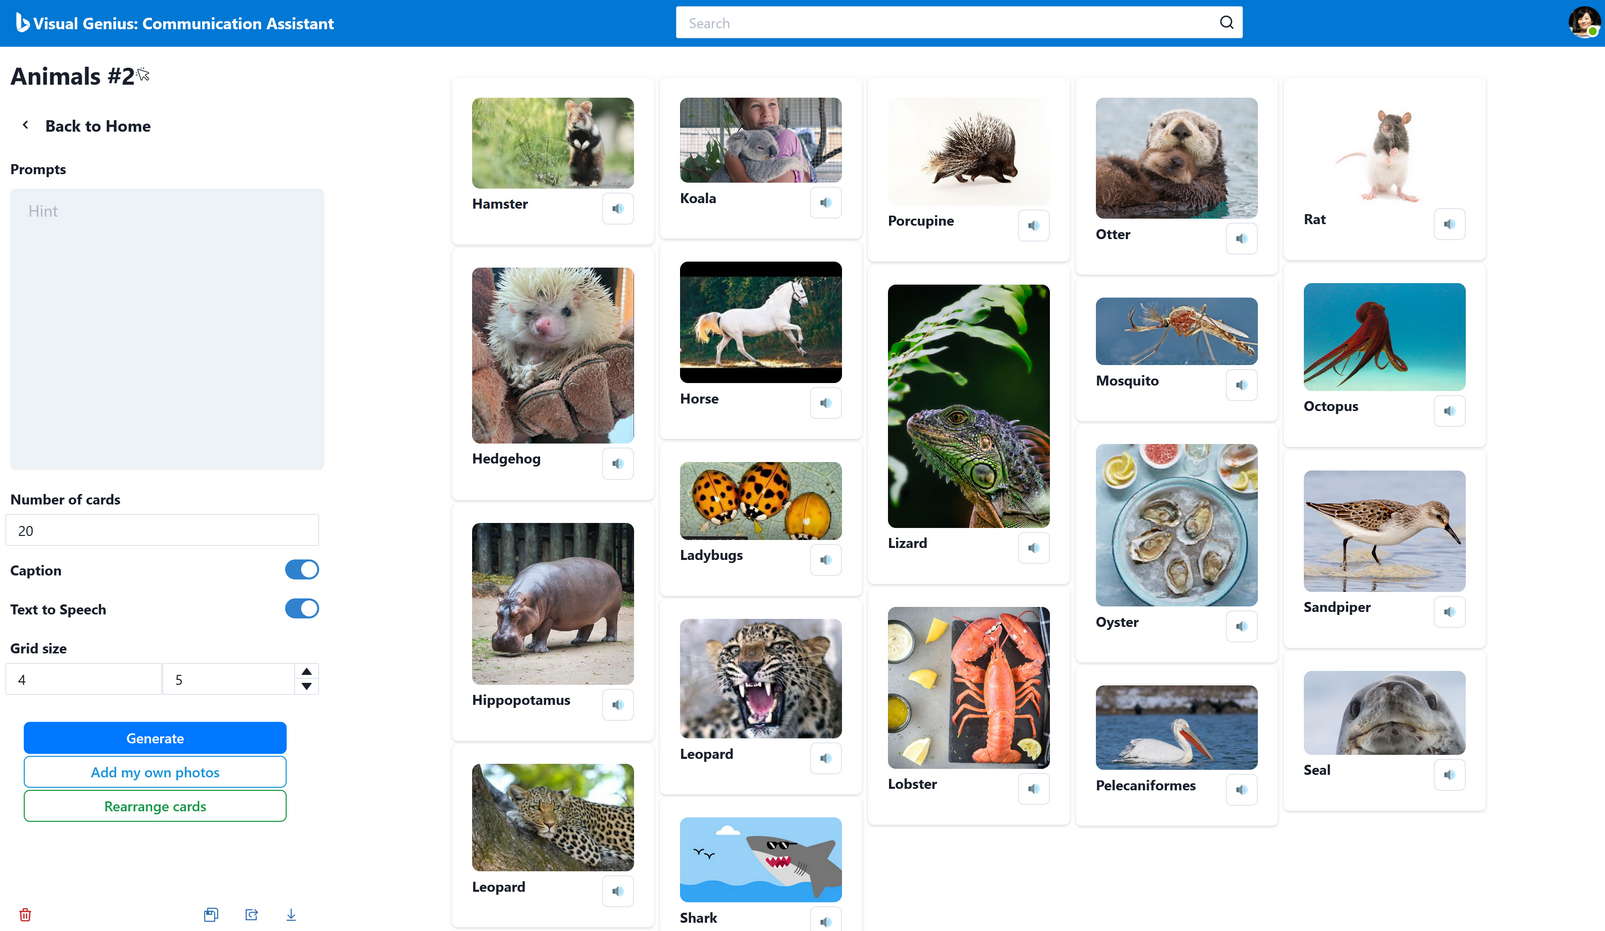 Visual Genius: Communication Assistant
Search
Animals #2
Back to Home
Prompts
Hint
Number of cards
20
Caption
Text to Speech
Grid size
4
5
Generate
Add my own photos
Rearrange cards
Hamster
Hedgehog
Hippopotamus
Leopard
Koala
Horse
Ladybugs
Leopard
Shark
Porcupine
Lizard
Lobster
Otter
Mosquito
Oyster
Pelecaniformes
Rat
Octopus
Sandpiper
Seal